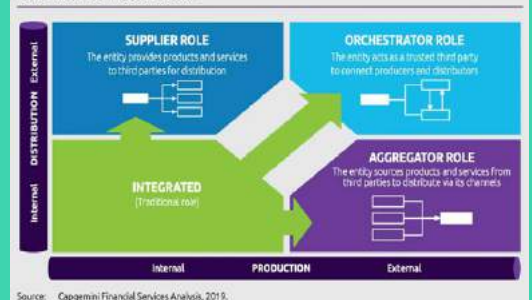 SUPPLIER ROLE
The entity provides products and services
to third parties for distribution
ORCHESTRATOR ROLE
The entity acts as a trusted third party
to connect producers and distributors
INTEGRATED
(Traditional role)
AGGREGATOR ROLE
The entity sources products and services from
third parties to distribute via its channels
External
DISTRIBUTION
Internal
Internal
PRODUCTION
External
Source: Capgemini Financial Services Analysis, 2019.